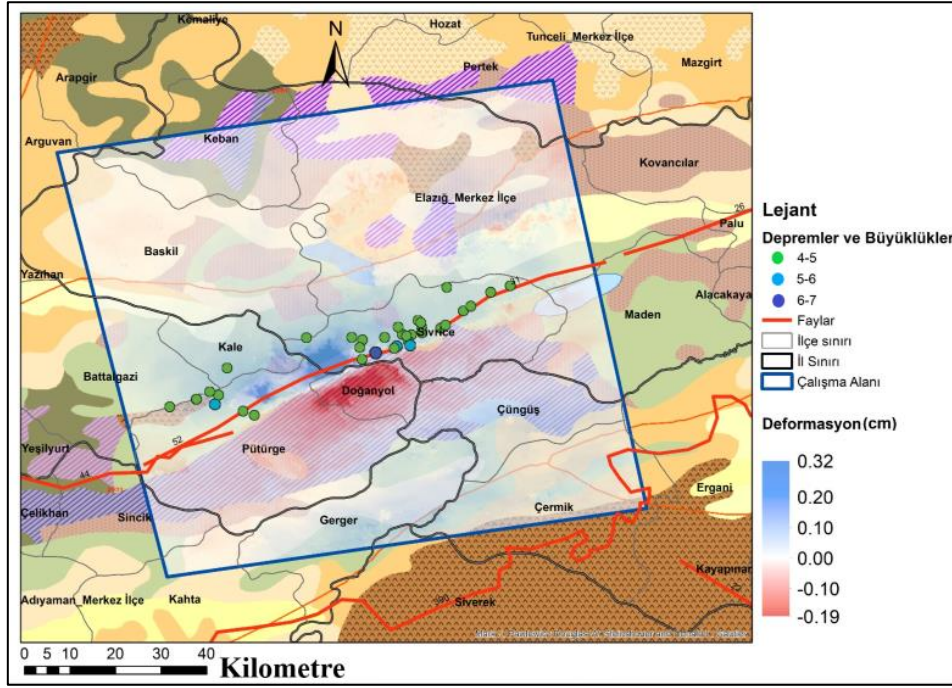 Kemaliye
N
Hozat
Tunceli_Merkez İlçe
Mazgirt
Arapgir
Pertek
Arguvan
Keban
Kovancılar
Elazığ_Merkez İlçe
26
Palu
Baskil
Yazıhan
Alacakaya
Maden
Sivrice
Kale
Battalgazi
Doğanyol
Çüngüş
52
Pütürge
Yeşilyurt
44
Ergani
Çelikhan
Sincik
Gerger
Çermik
Kayapınar
Adıyaman_Merkez İlçe
Kahta
Siverek
Lejant
Depremler ve Büyüklükler
4-5
5-6
6-7
Faylar
İlçe sınırı
İl Sınırı
Çalışma Alanı
Deformasyon(cm)
0.32
0.20
0.10
0.00
-0.10
-0.19
0 5 10 20 30 40
Kilometre